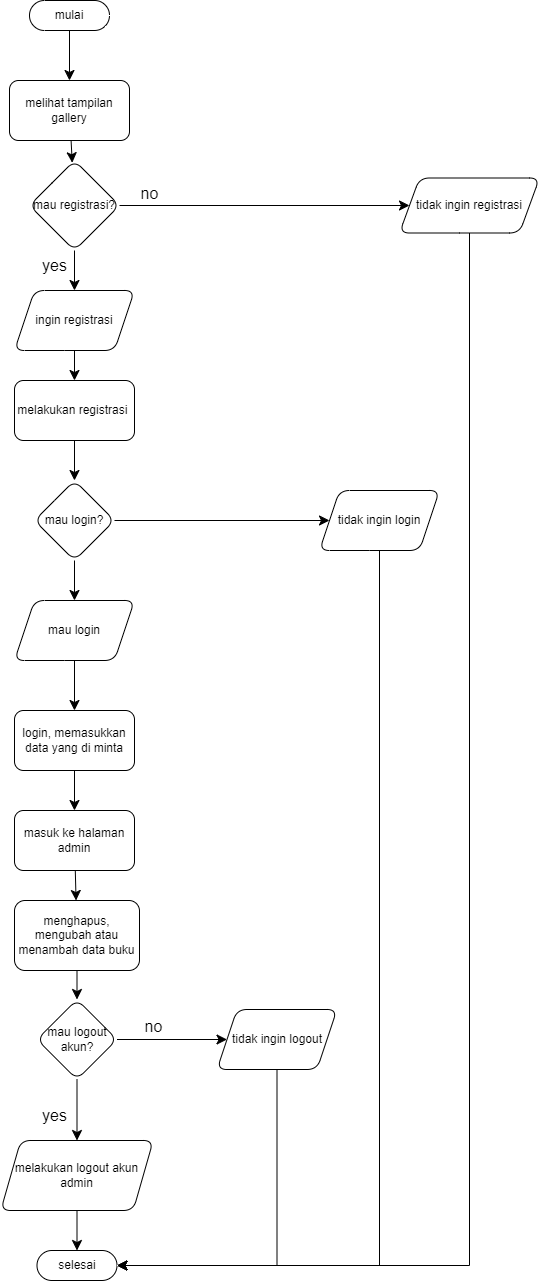 mulai
melihat tampilan
gallery
mau registrasi?
no
tidak ingin registrasi
yes
ingin registrasi
melakukan registrasi
mau login?
tidak ingin login
mau login
login, memasukkan
data yang di minta
masuk ke halaman
admin
menghapus,
mengubah atau
menambah data buku
mau logout
akun?
no
tidak ingin logout
yes
melakukan logout akun
admin
selesai